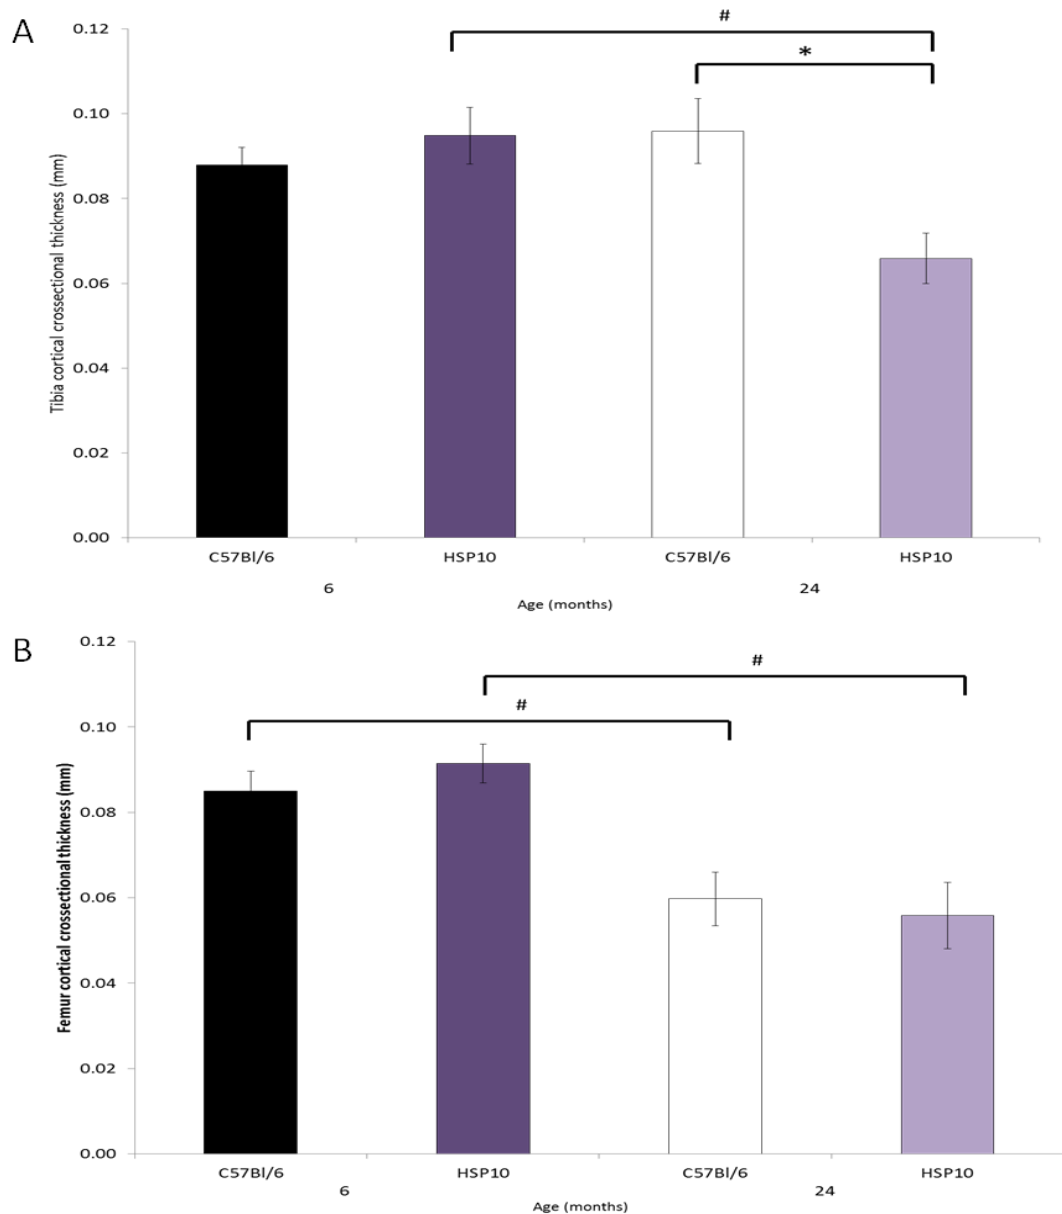 A
#
*
0.12
0.10
0.08
0.06
0.04
0.02
0.00
Tibia cortical crossectional thickness (mm)
C57Bl/6 HSP10 C57Bl/6 HSP10
6 24
Age (months)
B
#
#
0.12
0.10
0.08
0.06
0.04
0.02
0.00
Femur cortical crossectional thickness (mm)
C57Bl/6 HSP10 C57Bl/6 HSP10
6 24
Age (months)